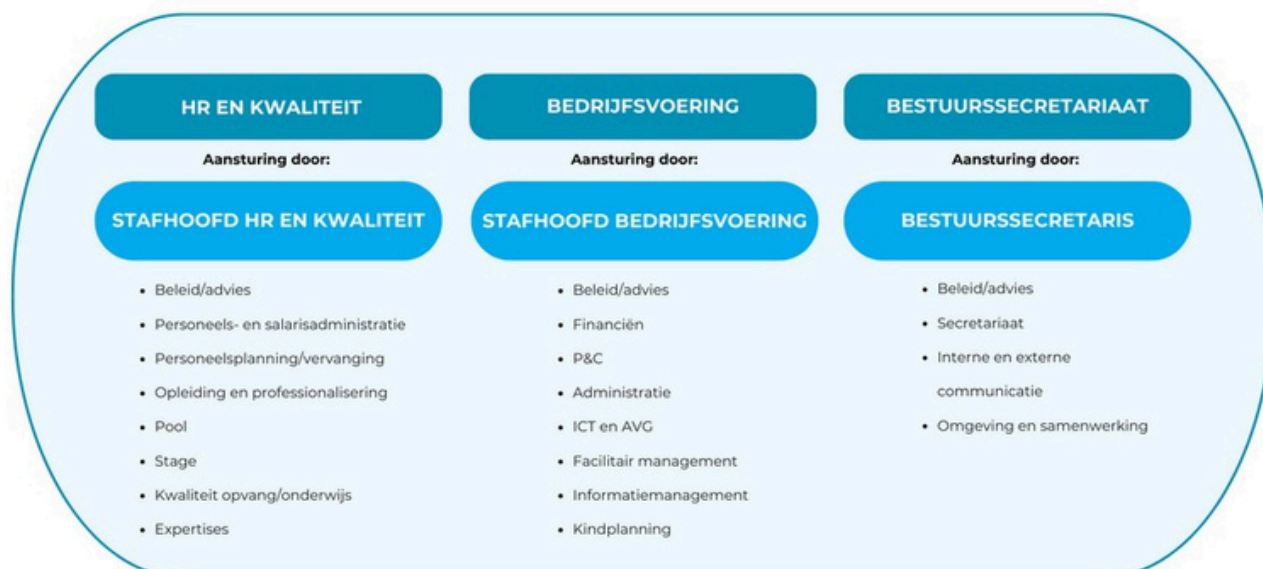 HR EN KWALITEIT
Aansturing door:
STAFHOOFD HR EN KWALITEIT
• Beleid/advies
• Personeels- en salarisadministratie
• Personeelsplanning/vervanging
• Opleiding en professionalisering
• Pool
• Stage
• Kwaliteit opvang/onderwijs
• Expertises
BEDRIJFSVOERING
Aansturing door:
STAFHOOFD BEDRIJFSVOERING
• Beleid/advies
• Financiën
• P&C
• Administratie
• ICT en AVG
• Facilitair management
• Informatiemanagement
• Kindplanning
BESTUURSSECRETARIAAT
Aansturing door:
BESTUURSSECRETARIS
• Beleid/advies
• Secretariaat
• Interne en externe
communicatie
• Omgeving en samenwerking